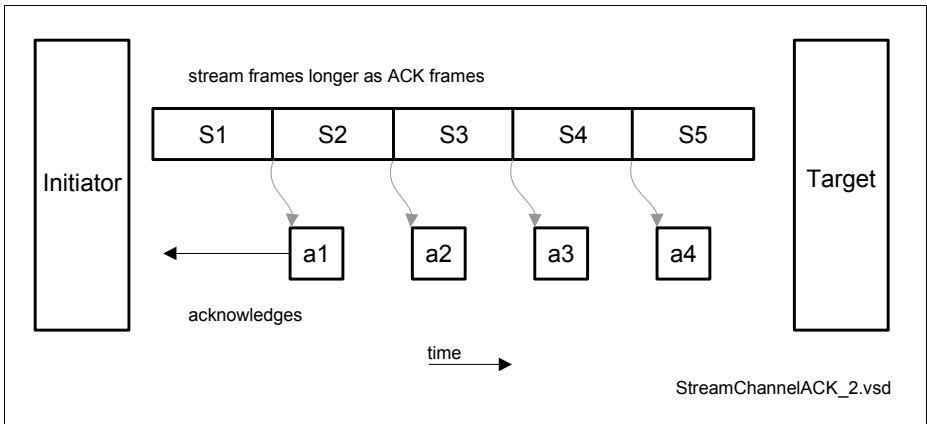 stream frames longer as ACK frames
S1 S2 S3 S4 S5
Initiator
Target
a1 a2 a3 a4
acknowledges
time
StreamChannelACK_2.vsd